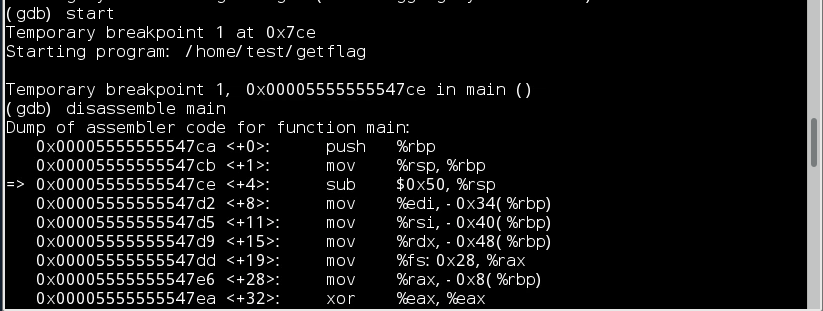 (gdb) start
Temporary breakpoint 1 at 0x7ce
Starting program: /home/test/getflag
Temporary breakpoint 1, 0x00005555555547ce in main ()
(gdb) disassemble main
Dump of assembler code for function main:
0x00005555555547ca <+0>: push %rbp
0x00005555555547cb <+1>: mov %rsp,%rbp
=> 0x00005555555547ce <+4>: sub $0x50,%rsp
0x00005555555547d2 <+8>: mov %edi,-0x34(%rbp)
0x00005555555547d5 <+11>: mov %rsi,-0x40(%rbp)
0x00005555555547d9 <+15>: mov %rdx,-0x48(%rbp)
0x00005555555547dd <+19>: mov %fs:0x28,%rax
0x00005555555547e6 <+28>: mov %rax,-0x8(%rbp)
0x00005555555547ea <+32>: xor %eax,%eax